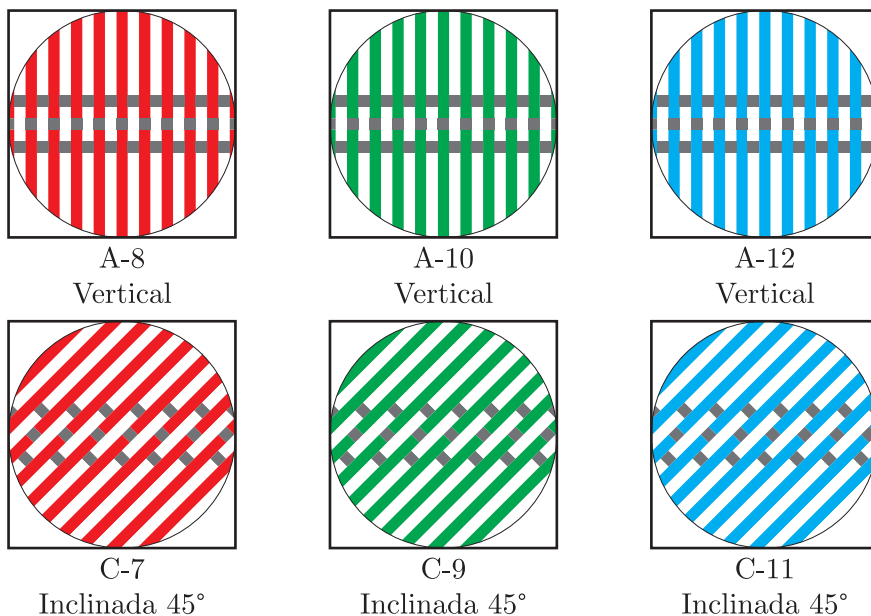 A-8
Vertical
A-10
Vertical
A-12
Vertical
C-7
Inclinada 45°
C-9
Inclinada 45°
C-11
Inclinada 45°